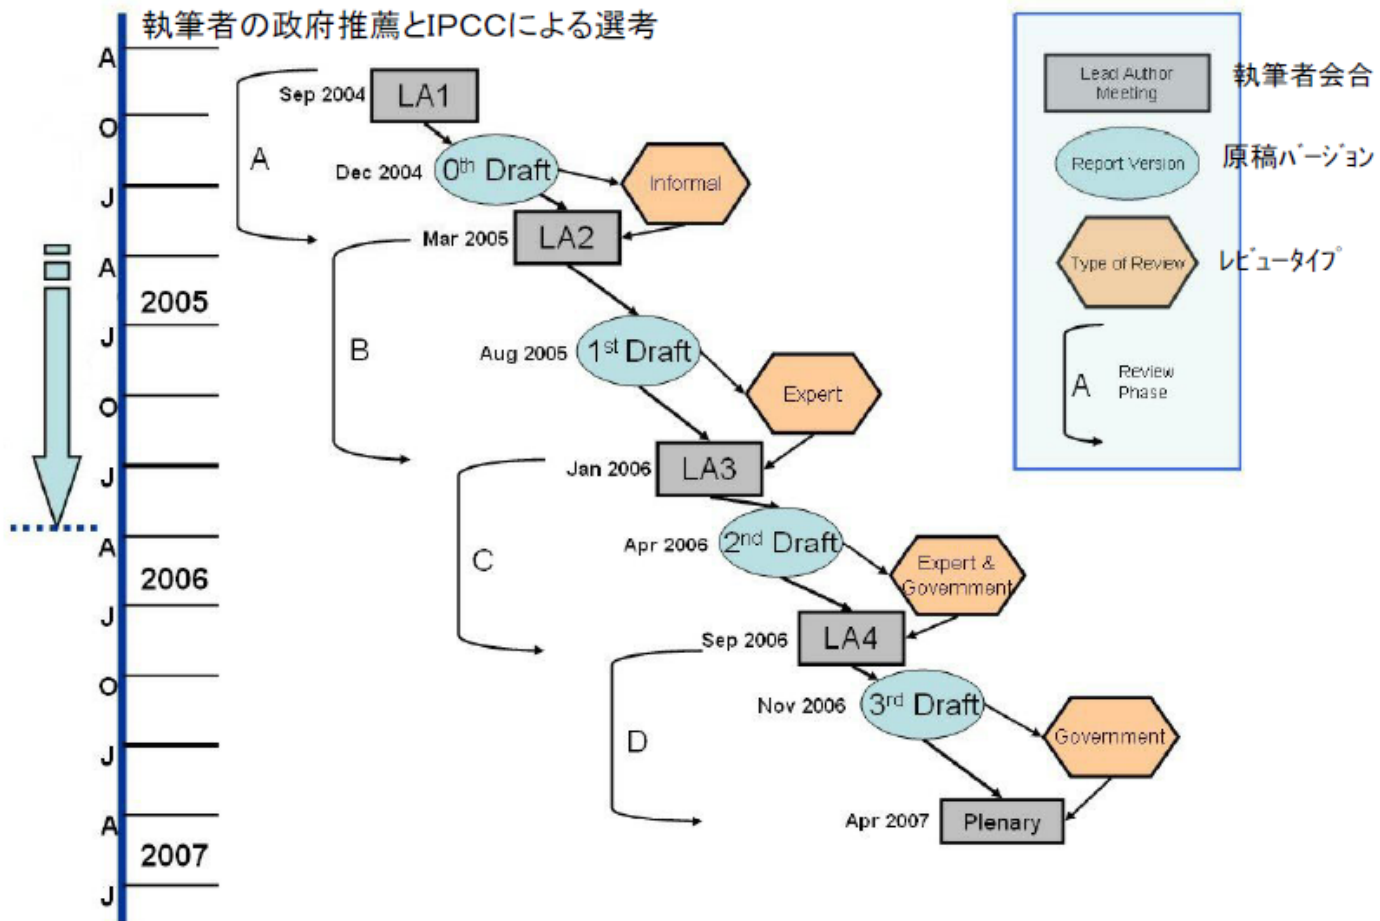 執筆者の政府推薦とIPCCによる選考
A
O
J
A
2005
J
O
J
A
2006
J
O
J
A
2007
J
Sep 2004
LA1
A
Dec 2004
0th Draft
Informal
Mar 2005
LA2
B
Aug 2005
1st Draft
Expert
Jan 2006
LA3
C
Apr 2006
2nd Draft
Expert &
Government
Sep 2006
LA4
D
Nov 2006
3rd Draft
Government
Apr 2007
Plenary
Lead Author
Meeting
執筆者会合
Report Version
原稿ﾊﾞｰｼﾞｮﾝ
Type of Review
ﾚﾋﾞｭｰﾀｲﾌﾟ
A
Review
Phase